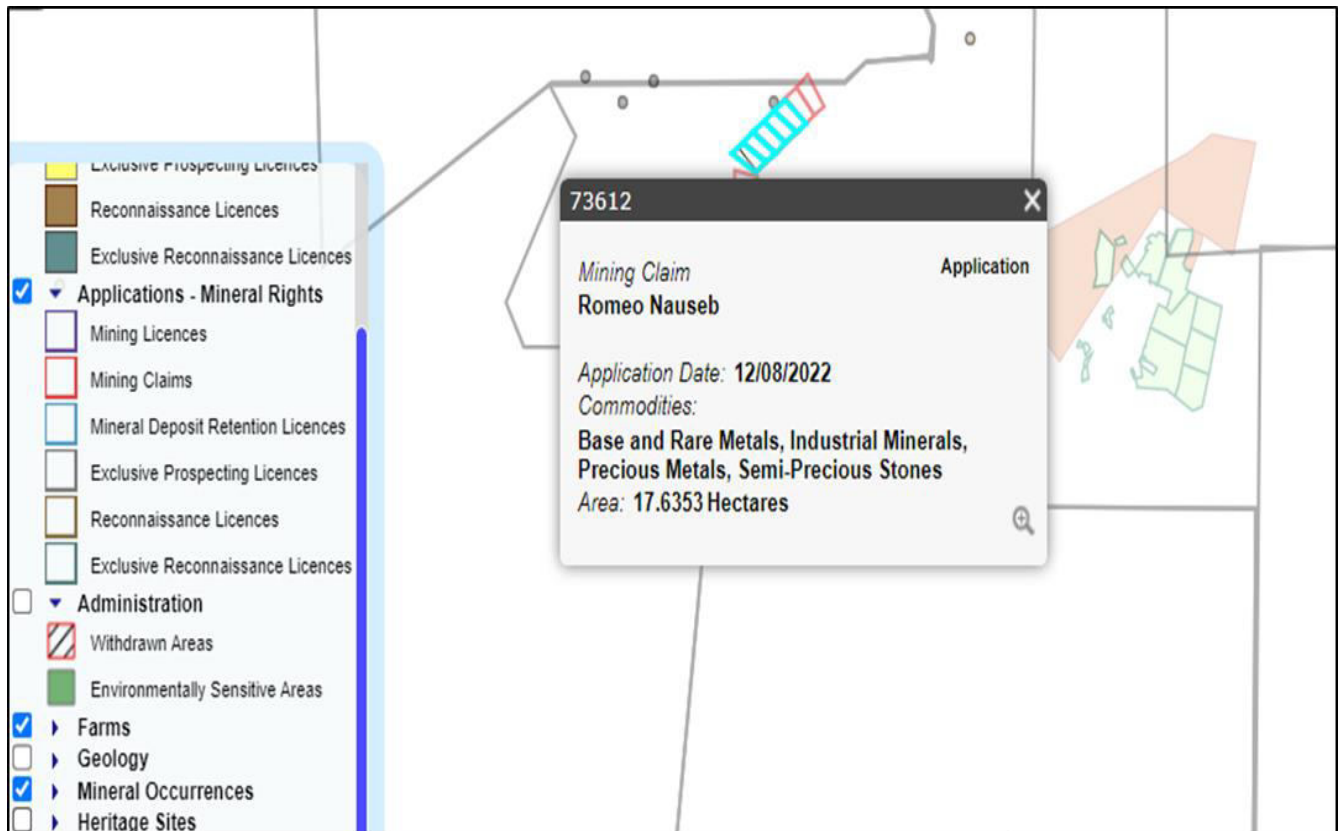 Exclusive Prospecting Licences
Reconnaissance Licences
Exclusive Reconnaissance Licences
Applications - Mineral Rights
Mining Licences
Mining Claims
Mineral Deposit Retention Licences
Exclusive Prospecting Licences
Reconnaissance Licences
Exclusive Reconnaissance Licences
Administration
Withdrawn Areas
Environmentally Sensitive Areas
Farms
Geology
Mineral Occurrences
Heritage Sites
73612
Mining Claim
Application
Romeo Nauseb
Application Date: 12/08/2022
Commodities:
Base and Rare Metals, Industrial Minerals,
Precious Metals, Semi-Precious Stones
Area: 17.6353 Hectares